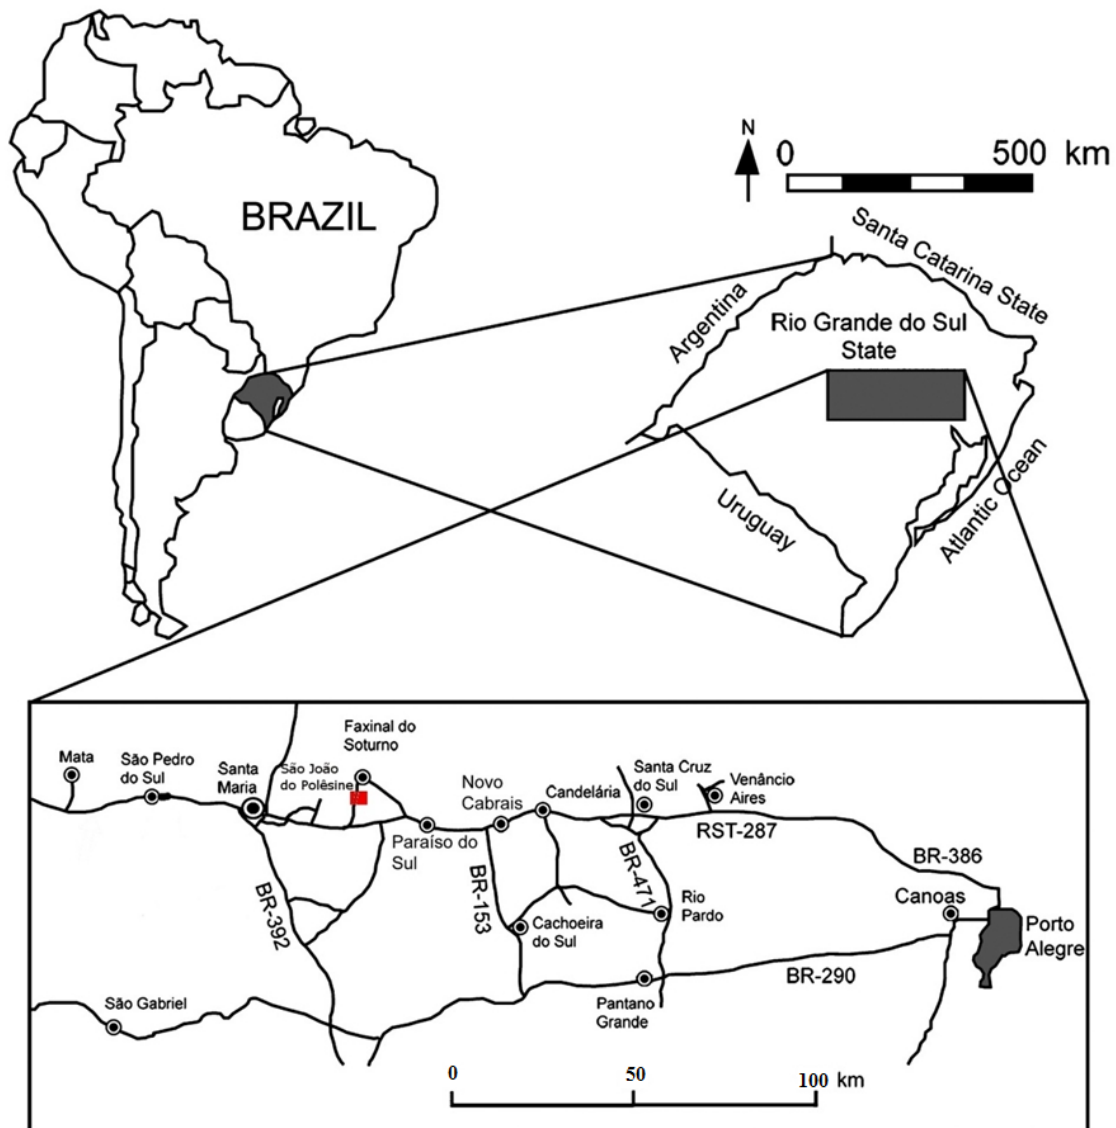 N
0 500 km
BRAZIL
Santa Catarina State
Argentina
Rio Grande do Sul
State
Uruguay
Atlantic Ocean
Faxinal do
Soturno
Mata
São Pedro
do Sul
Santa
Maria
São João
do Polêsine
Novo
Cabrais
Candelária
Santa Cruz
do Sul
Venâncio
Aires
Paraíso do
Sul
RST-287
BR-386
BR-392
BR-153
BR-471
Rio
Pardo
Canoas
Cachoeira
do Sul
Porto
Alegre
BR-290
São Gabriel
Pantano
Grande
0 50 100 km